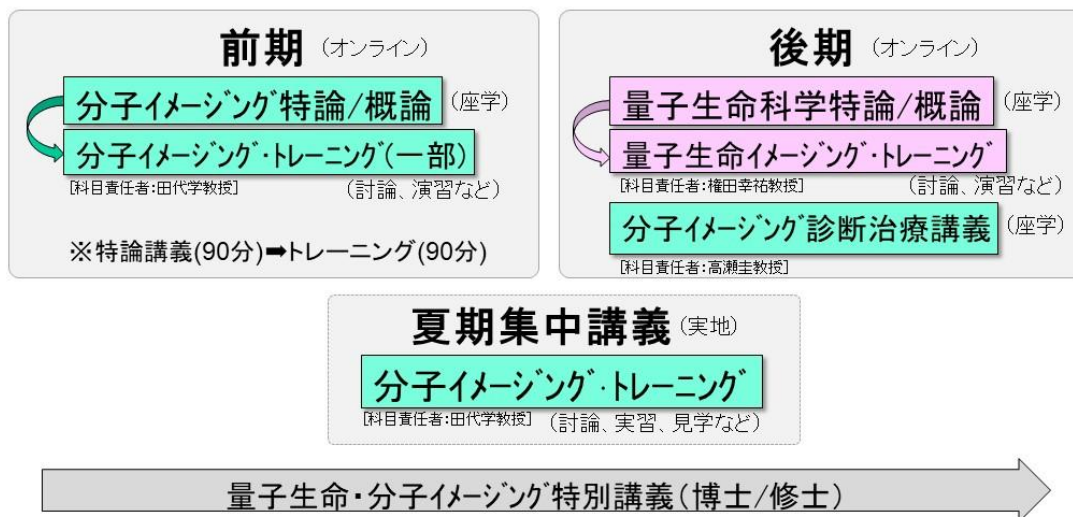 前期 (オンライン)
分子イメージング特論/概論 (座学)
分子イメージング・トレーニング(一部)
[科目責任者:田代学教授] (討論、演習など)
※特論講義(90分)➡トレーニング(90分)
後期 (オンライン)
量子生命科学特論/概論 (座学)
量子生命イメージング・トレーニング
[科目責任者:権田幸祐教授] (討論、演習など)
分子イメージング診断治療講義 (座学)
[科目責任者:高瀬圭教授]
夏期集中講義 (実地)
分子イメージング・トレーニング
[科目責任者:田代学教授] (討論、実習、見学など)
量子生命・分子イメージング特別講義(博士/修士)